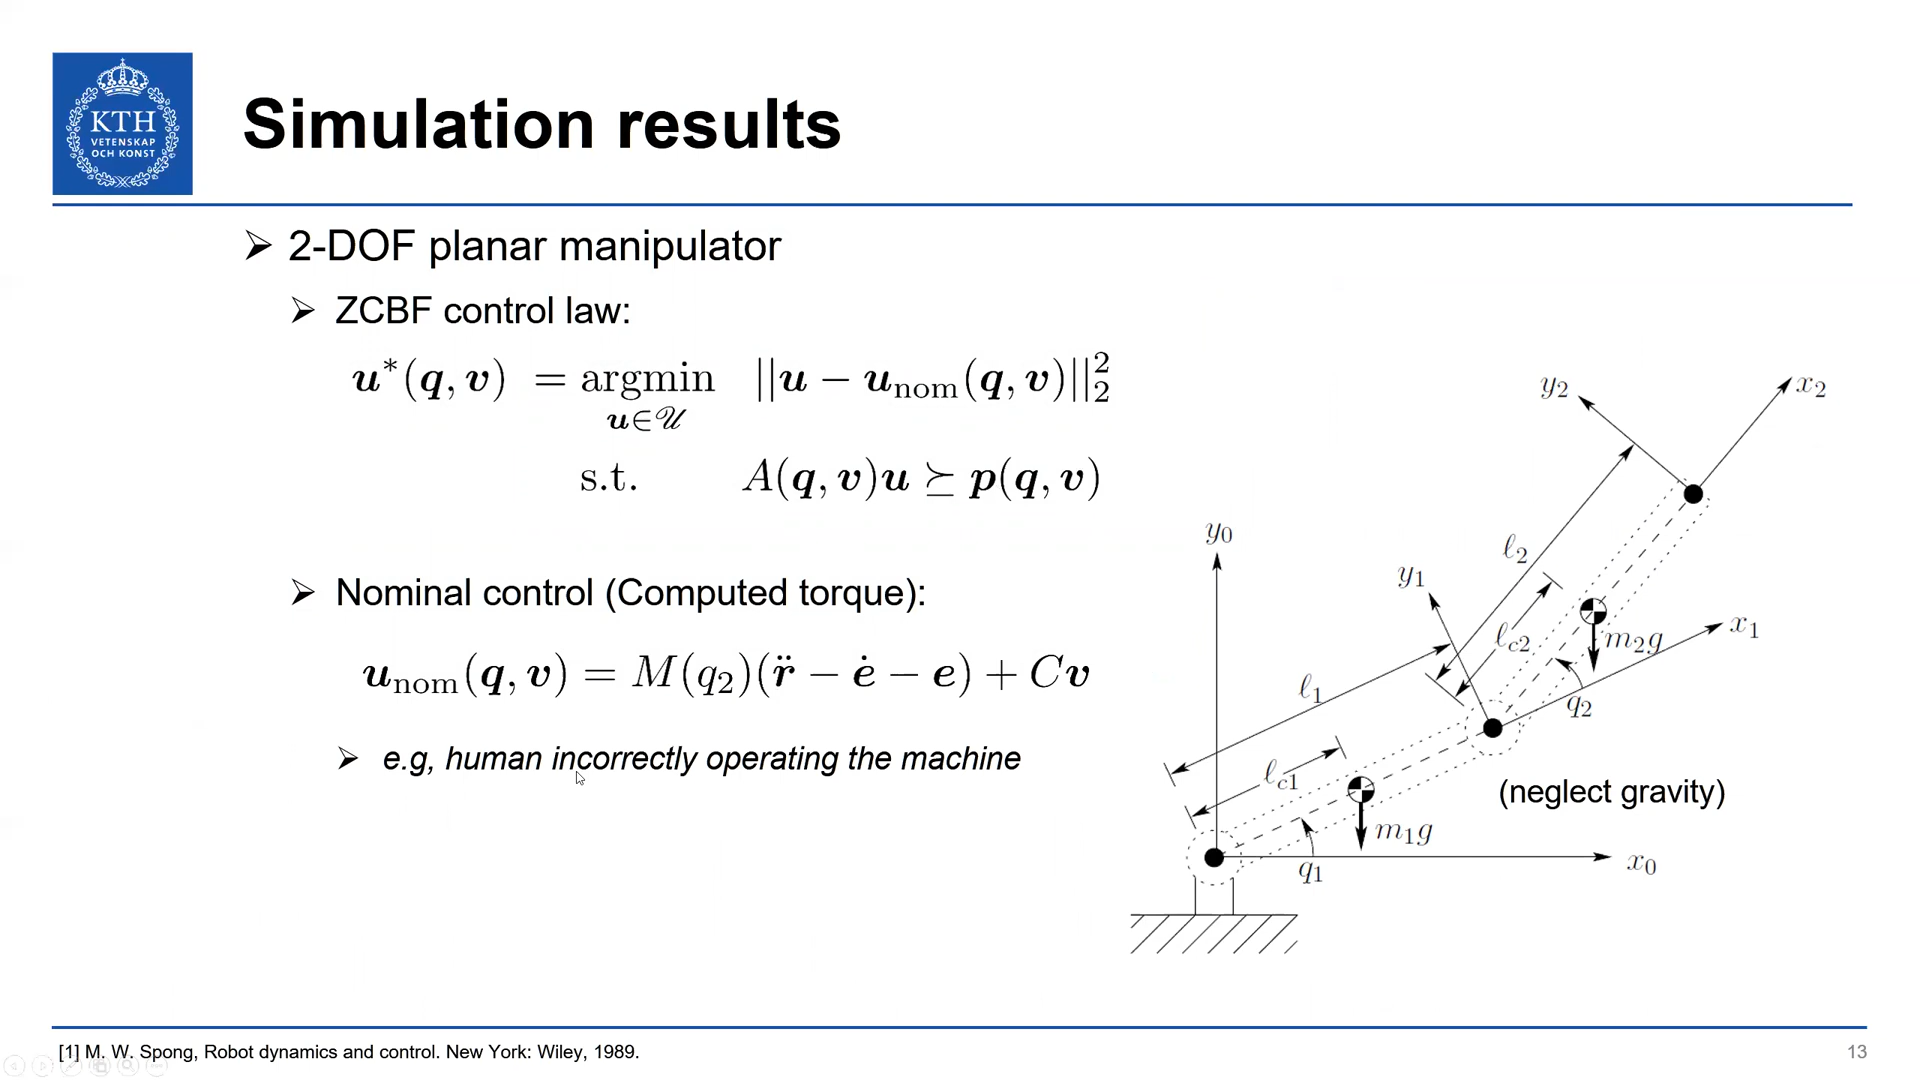 KTH
VETENSKAP
OCH KONST
Simulation results
➢ 2-DOF planar manipulator
➢ ZCBF control law:
u*(q, v) = argmin ||u − u_nom(q, v)||₂²
u∈𝒰
s.t. A(q, v)u ⪰ p(q, v)
➢ Nominal control (Computed torque):
u_nom(q, v) = M(q₂)(r̈ − ė − e) + Cv
➢ e.g, human incorrectly operating the machine
y₂
x₂
y₀
ℓ₂
y₁
ℓc2
m₂g
x₁
ℓ₁
q₂
ℓc1
(neglect gravity)
m₁g
q₁
x₀
[1] M. W. Spong, Robot dynamics and control. New York: Wiley, 1989.
13